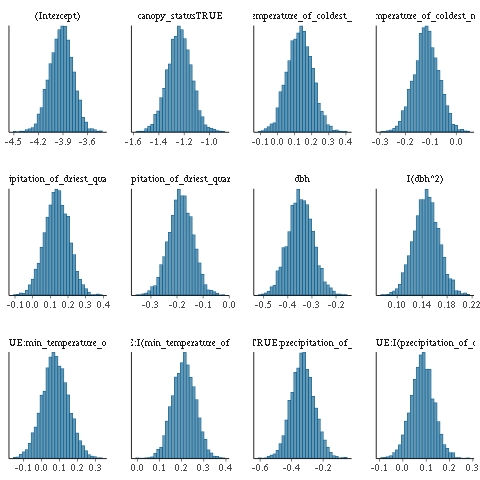 (Intercept) canopy_statusTRUE emperature_of_coldest_ mperature_of_coldest_n
-4.5 -4.2 -3.9 -3.6 -1.6 -1.4 -1.2 -1.0 -0.1 0.0 0.1 0.2 0.3 0.4 -0.3 -0.2 -0.1 0.0
ipitation_of_driest_qua pitation_of_driest_quar dbh I(dbh^2)
-0.1 0.0 0.1 0.2 0.3 0.4 -0.3 -0.2 -0.1 0.0 -0.5 -0.4 -0.3 -0.2 0.10 0.14 0.18 0.22
UE:min_temperature_o :I(min_temperature_of TRUE:precipitation_of_ UE:I(precipitation_of_
-0.1 0.0 0.1 0.2 0.3 0.0 0.1 0.2 0.3 0.4 -0.6 -0.4 -0.2 -0.1 0.0 0.1 0.2 0.3